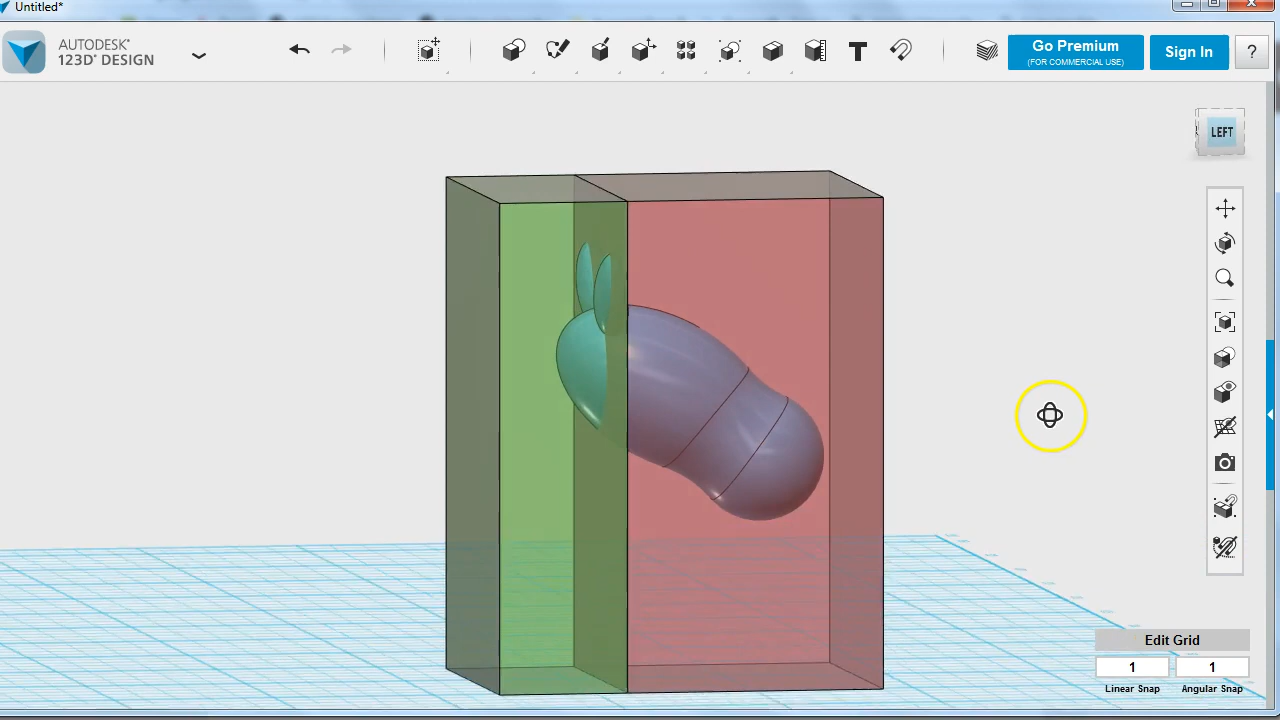 Untitled*
AUTODESK®
123D® DESIGN
T
Go Premium
(FOR COMMERCIAL USE)
Sign In
?
LEFT
Edit Grid
1 1
Linear Snap Angular Snap